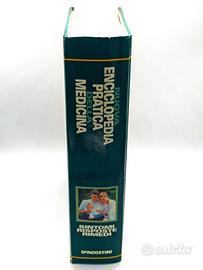 NUOVA
ENCICLOPEDIA
PRATICA
DELLA
MEDICINA
SINTOMI
RISPOSTE
RIMEDI
DEAGOSTINI
subito